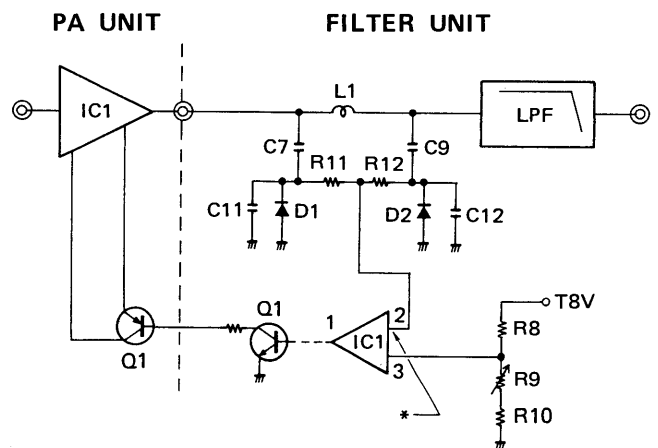 PA UNIT
FILTER UNIT
IC1
L1
LPF
C7
C9
R11
R12
C11
D1
D2
C12
Q1
Q1
1
IC1
2
3
T8V
R8
R9
R10
*